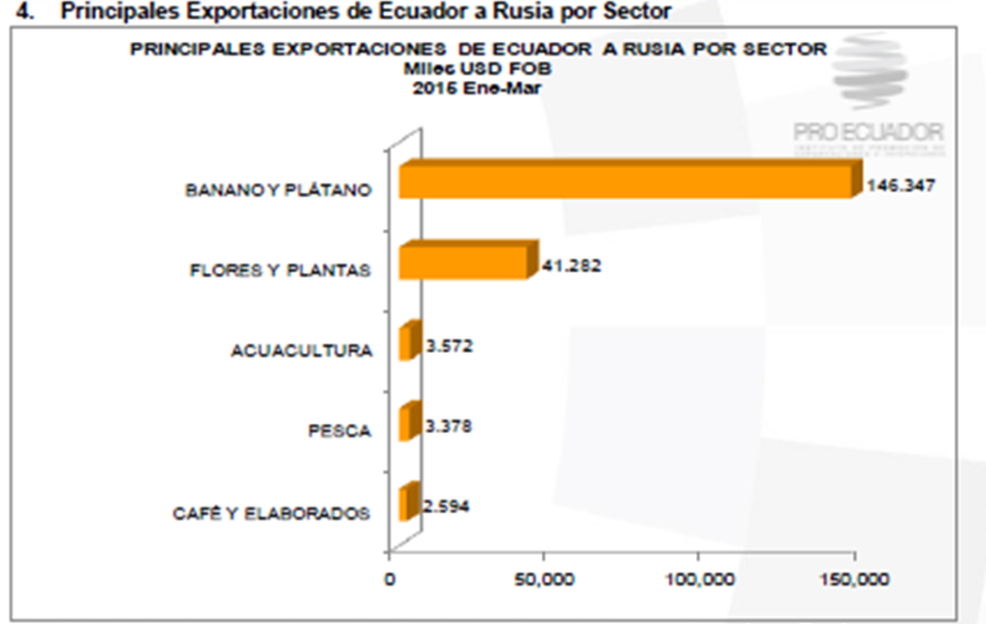 4. Principales Exportaciones de Ecuador a Rusia por Sector
PRINCIPALES EXPORTACIONES DE ECUADOR A RUSIA POR SECTOR
Miles USD FOB
Ene-Mar
PRO ECUADOR
BANANO Y PLÁTANO
146.347
FLORES Y PLANTAS
41.282
ACUACULTURA
3.572
PESCA
3.378
CAFÉ Y ELABORADOS
2.594
0 50,000 100,000 150,000